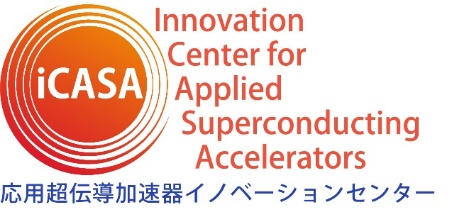 iCASA
Innovation
Center for
Applied
Superconducting
Accelerators
応用超伝導加速器イノベーションセンター